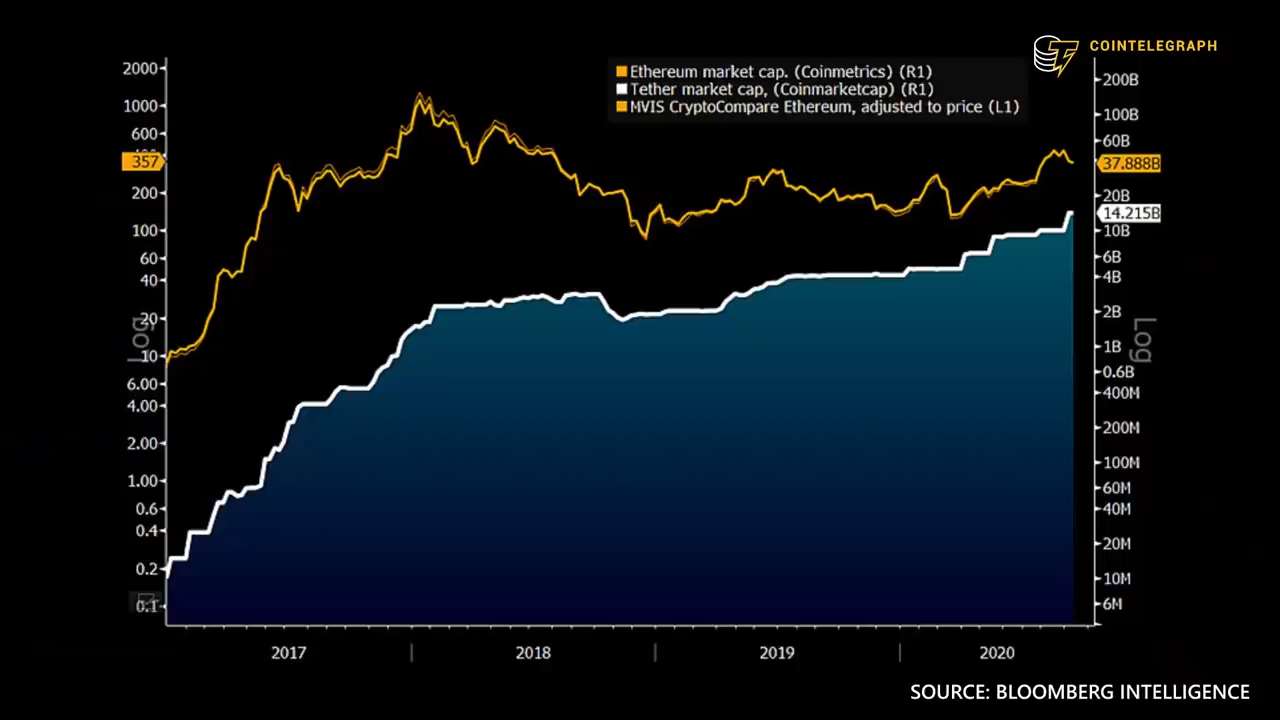 COINTELEGRAPH
Ethereum market cap. (Coinmetrics) (R1)
Tether market cap, (Coinmarketcap) (R1)
MVIS CryptoCompare Ethereum, adjusted to price (L1)
2000
1000
600
357
200
100
60
40
20
10
6.00
4.00
2.00
1.00
0.6
0.4
0.2
0.1
Log
200B
100B
60B
37.888B
20B
14.215B
10B
6B
4B
2B
1B
0.6B
400M
200M
100M
60M
40M
20M
10M
6M
Log
2017
2018
2019
2020
SOURCE: BLOOMBERG INTELLIGENCE